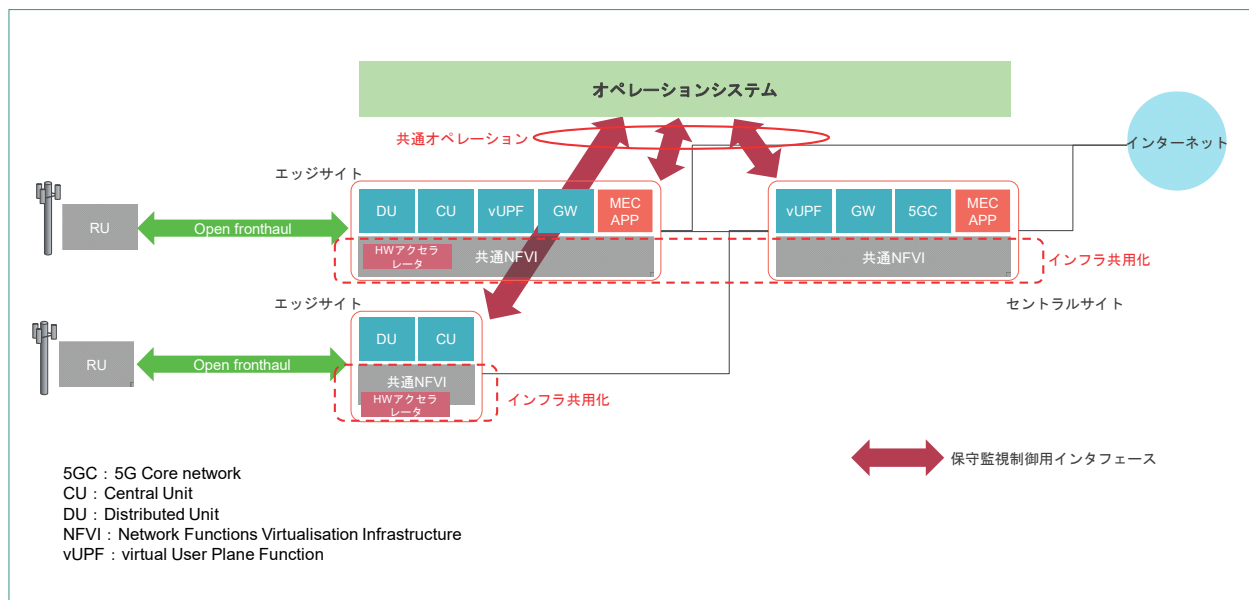 オペレーションシステム
共通オペレーション
インターネット
エッジサイト
DU
CU
vUPF
GW
MEC
APP
vUPF
GW
5GC
MEC
APP
RU
Open fronthaul
HWアクセラ
レータ
共通NFVI
共通NFVI
インフラ共用化
エッジサイト
セントラルサイト
DU
CU
RU
Open fronthaul
共通NFVI
HWアクセラ
レータ
インフラ共用化
保守監視制御用インタフェース
5GC：5G Core network
CU：Central Unit
DU：Distributed Unit
NFVI：Network Functions Virtualisation Infrastructure
vUPF：virtual User Plane Function